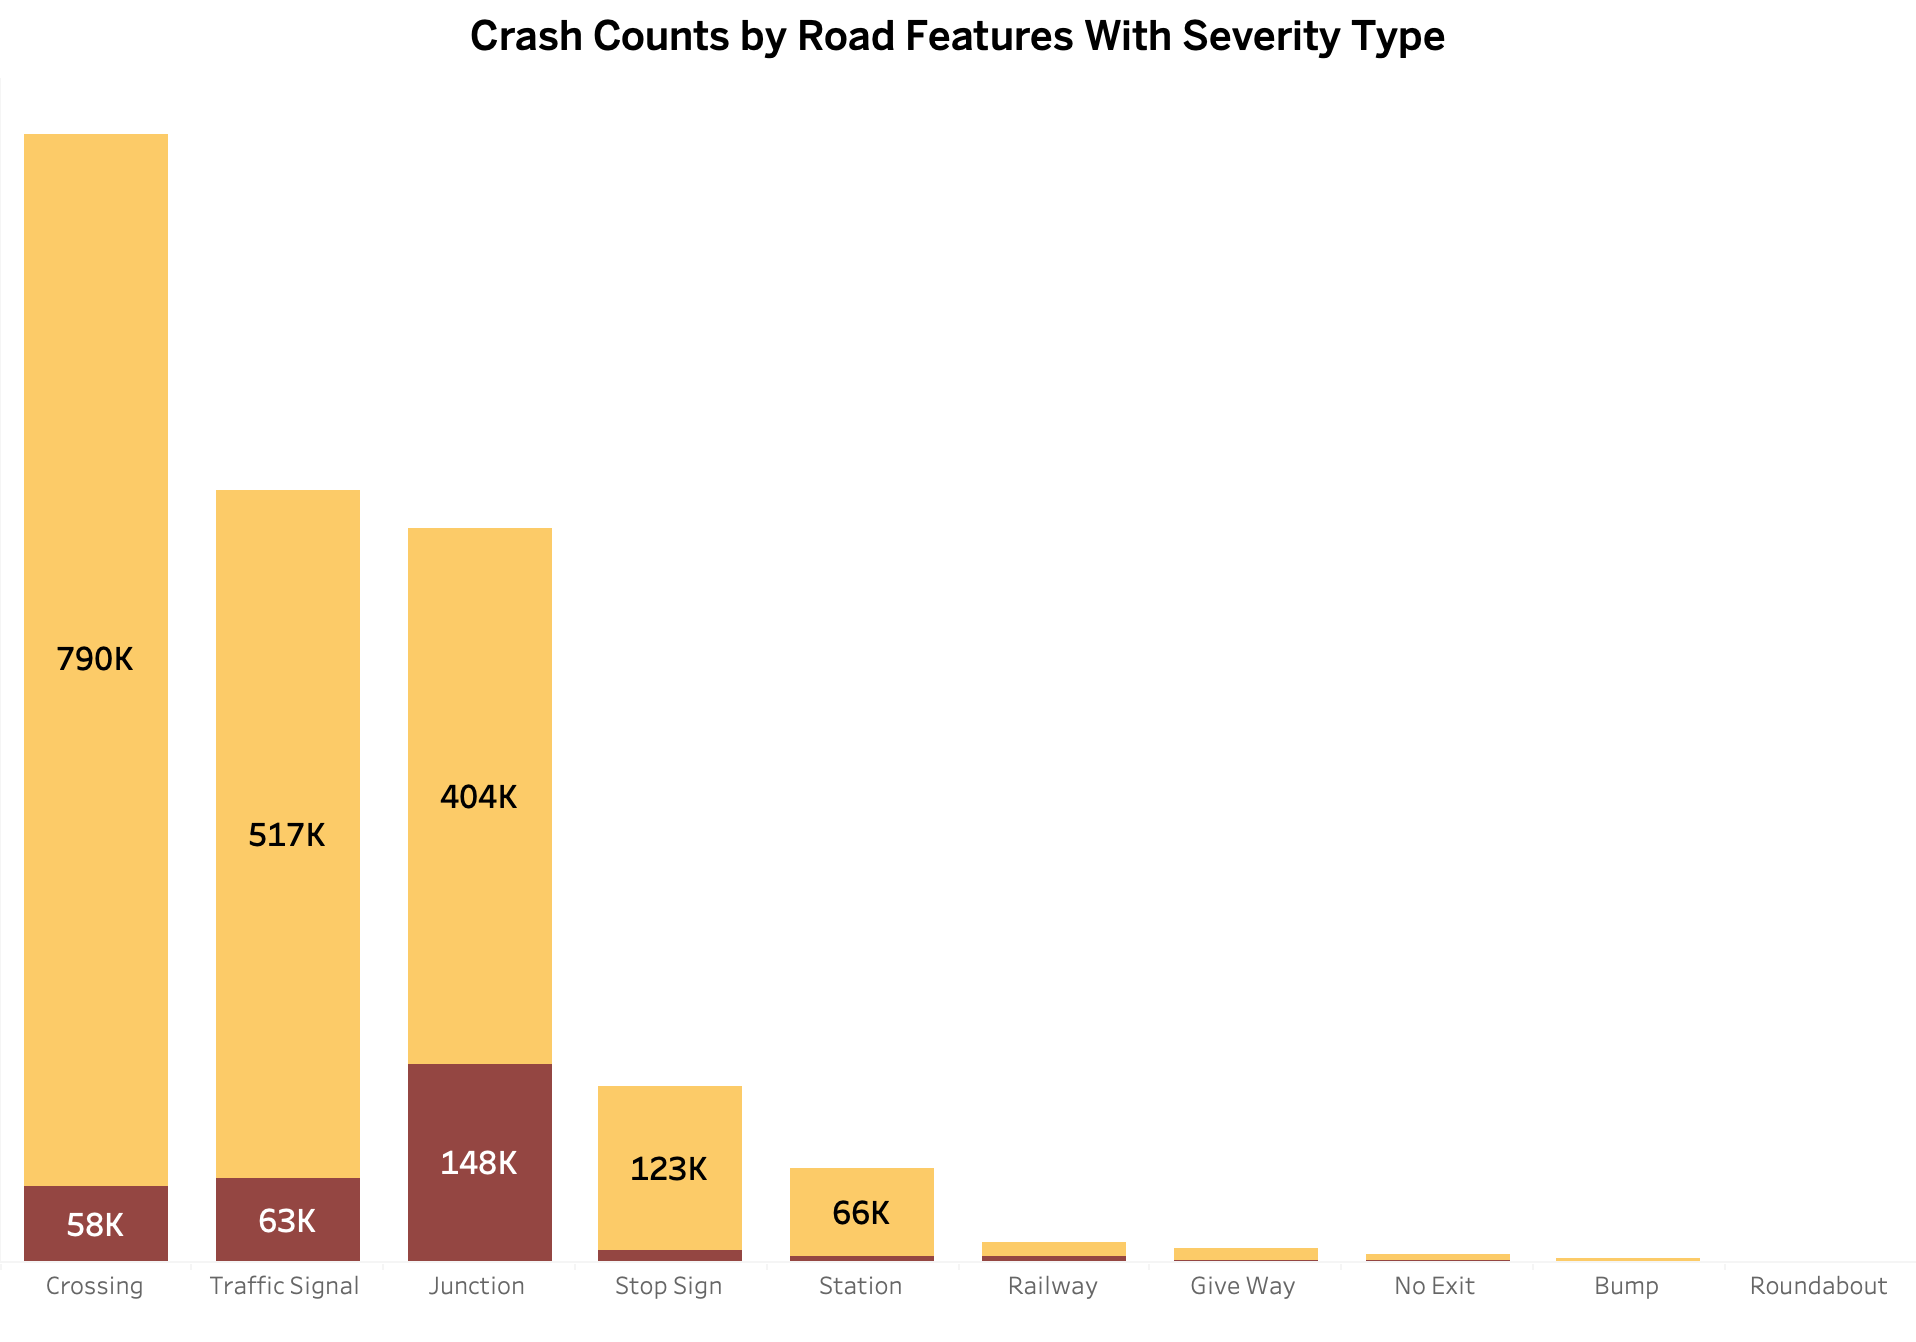 Crash Counts by Road Features With Severity Type
790K
517K
404K
123K
66K
58K
63K
148K
Crossing
Traffic Signal
Junction
Stop Sign
Station
Railway
Give Way
No Exit
Bump
Roundabout